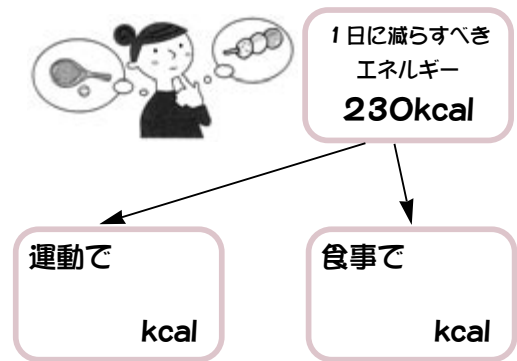 1日に減らすべき
エネルギー
230kcal
運動で
kcal
食事で
kcal